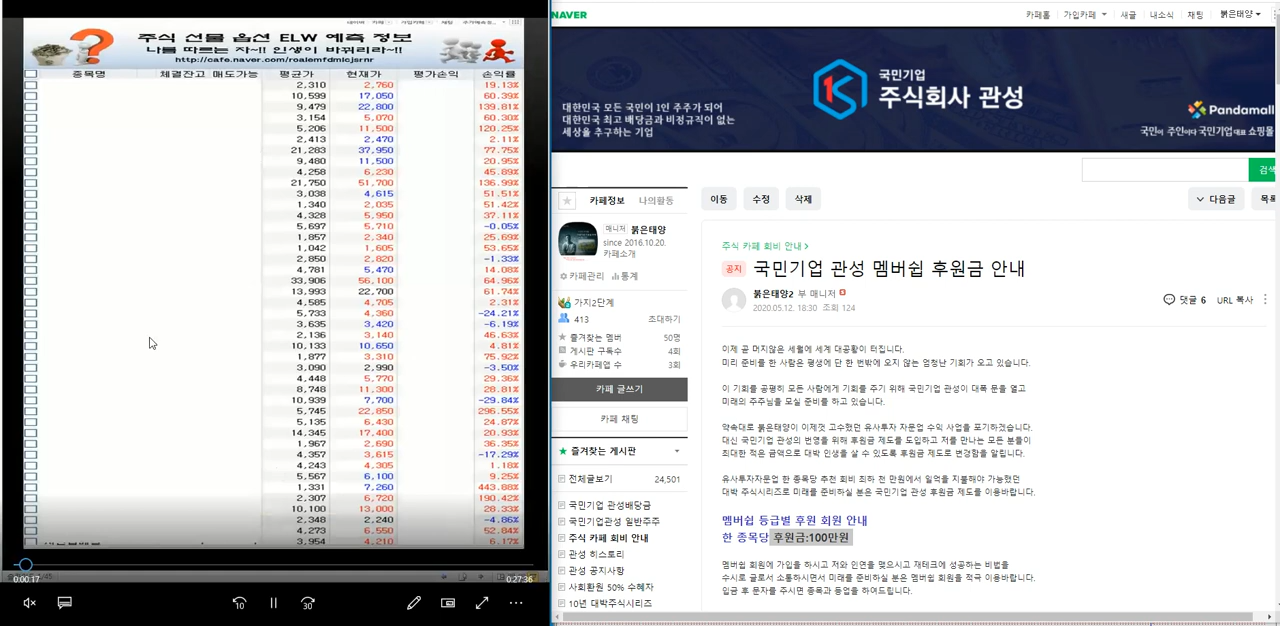 주식 선물 옵션 ELW 예측 정보
나를 따르는 자~!! 인생이 바뀌리라~!!
http://cafe.naver.com/roalemfdmlcjsrnr
종목명 체결잔고 매도가능 평균가 현재가 평가손익 손익률
2,310 2,760 19.13%
10,599 17,050 60.39%
9,479 22,800 139.81%
3,154 5,070 60.30%
5,206 11,500 120.25%
2,413 2,470 2.11%
21,283 37,950 77.75%
9,480 11,500 20.95%
4,258 6,230 45.89%
21,750 51,700 136.99%
3,038 4,615 51.51%
1,340 2,035 51.42%
4,328 5,950 37.11%
5,697 5,710 -0.05%
1,857 2,340 25.69%
1,042 1,605 53.65%
2,850 2,820 -1.33%
4,781 5,470 14.08%
33,906 56,100 64.96%
13,993 22,700 61.74%
4,585 4,705 2.31%
5,733 4,360 -24.21%
3,635 3,420 -6.19%
2,136 3,140 46.63%
10,133 10,650 4.81%
1,877 3,310 75.92%
3,090 2,990 -3.50%
4,448 5,770 29.36%
8,748 11,300 28.81%
10,939 7,700 -29.84%
5,745 22,850 296.55%
5,135 6,430 24.87%
14,345 17,400 20.93%
1,967 2,690 36.35%
4,357 3,615 -17.29%
4,243 4,305 1.18%
5,567 6,100 9.25%
1,331 7,260 443.88%
2,307 6,720 190.42%
10,100 13,000 28.33%
2,348 2,240 -4.86%
4,273 6,550 52.84%
3,954 4,210 6.17%
0:00:17
0:27:36
10
30
NAVER
카페홈 가입카페 새글 내소식 채팅 붉은태양
대한민국 모든 국민이 1인 주주가 되어
대한민국 최고 배당금과 비정규직이 없는
세상을 추구하는 기업
국민기업
주식회사 관성
Pandamall
국민이 주인이다 국민기업 대표 쇼핑몰
검색
카페정보 나의활동
매니저 붉은태양
since 2016.10.20.
카페소개
카페관리 통계
가지2단계
413 초대하기
즐겨찾는 멤버 50명
게시판 구독수 4회
우리카페앱 수 3회
카페 글쓰기
카페 채팅
즐겨찾는 게시판
전체글보기 24,501
국민기업 관성배당금
국민기업관성 일반주주
주식 카페 회비 안내
관성 히스토리
관성 공지사항
사회환원 50% 수혜자
10년 대박주식시리즈
이동 수정 삭제 다음글 목록
주식 카페 회비 안내 >
공지 국민기업 관성 멤버쉽 후원금 안내
붉은태양2 부 매니저
2020.05.12. 18:30 조회 124
댓글 6 URL 복사
이제 곧 머지않은 세월에 세계 대공황이 터집니다.
미리 준비를 한 사람은 평생에 단 한 번밖에 오지 않는 엄청난 기회가 오고 있습니다.
이 기회를 공평히 모든 사람에게 기회를 주기 위해 국민기업 관성이 대폭 문을 열고
미래의 주주님을 모실 준비를 하고 있습니다.
약속대로 붉은태양이 이제껏 고수했던 유사투자 자문업 수익 사업을 포기하겠습니다.
대신 국민기업 관성의 번영을 위해 후원금 제도를 도입하고 저를 만나는 모든 분들이
최대한 적은 금액으로 대박 인생을 살 수 있도록 후원금 제도로 변경함을 알립니다.
유사투자자문업 한 종목당 추천 회비 최하 천 만원에서 일억을 지불해야 가능했던
대박 주식시리즈로 미래를 준비하실 분은 국민기업 관성 후원금 제도를 이용바랍니다.
멤버쉽 등급별 후원 회원 안내
한 종목당 후원금:100만원
멤버쉽 회원에 가입을 하시고 저와 인연을 맺으시고 재테크에 성공하는 비법을
수시로 글로서 소통하시면서 미래를 준비하실 분은 멤버쉽 회원을 적극 이용바랍니다.
입금 후 문자를 주시면 종목과 등업을 하여드립니다.